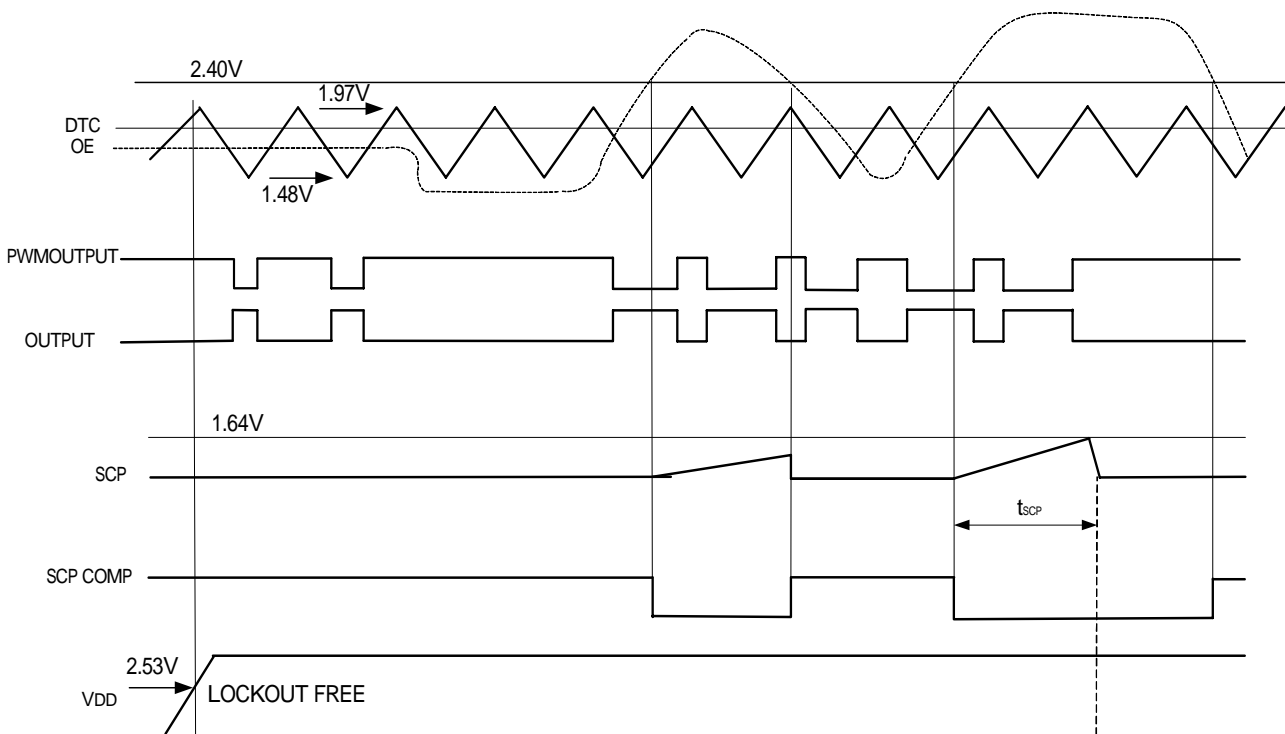 2.40V
1.97V
DTC
OE
1.48V
PWMOUTPUT
OUTPUT
1.64V
SCP
tSCP
SCP COMP
2.53V
VDD
LOCKOUT FREE